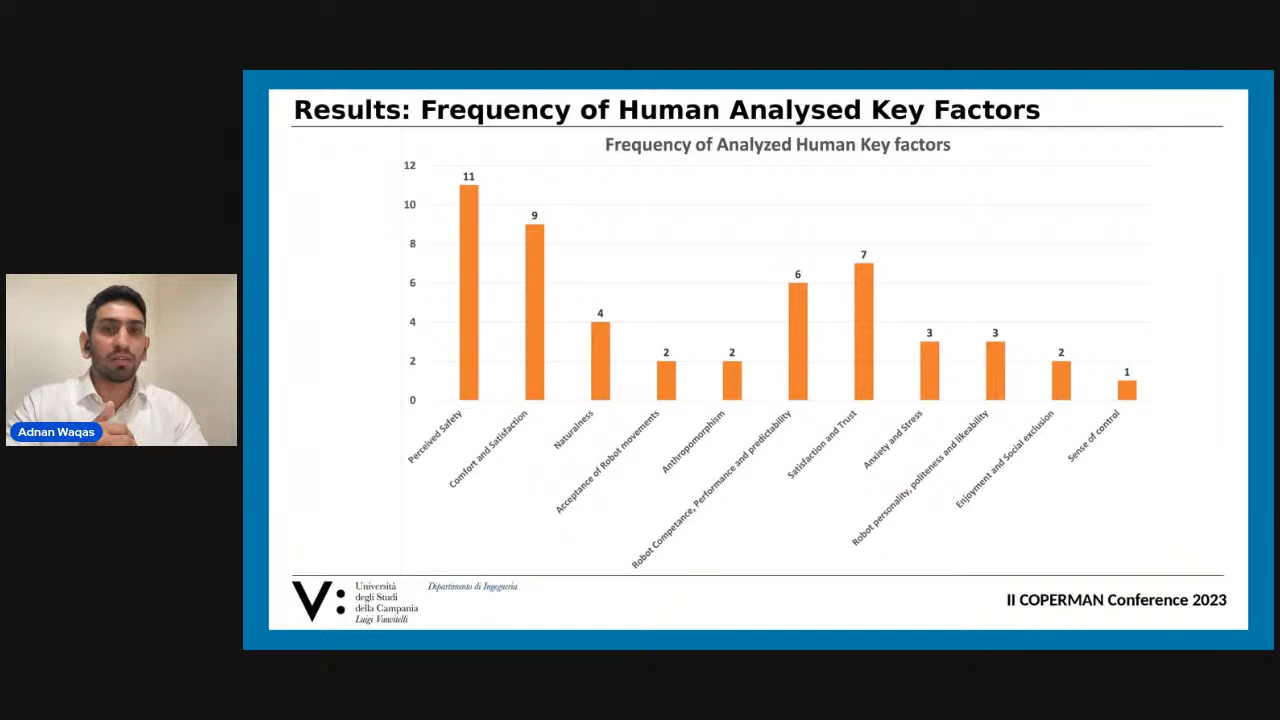 Results: Frequency of Human Analysed Key Factors
Frequency of Analyzed Human Key factors
12
10
8
6
4
2
0
11
9
4
2
2
6
7
3
3
2
1
Perceived Safety
Comfort and Satisfaction
Naturalness
Acceptance of Robot movements
Anthropomorphism
Robot Competance, Performance and predictability
Satisfaction and Trust
Anxiety and Stress
Robot personality, politeness and likeability
Enjoyment and Social exclusion
Sense of control
Adnan Waqas
V:
Università
degli Studi
della Campania
Luigi Vanvitelli
Dipartimento di Ingegneria
II COPERMAN Conference 2023